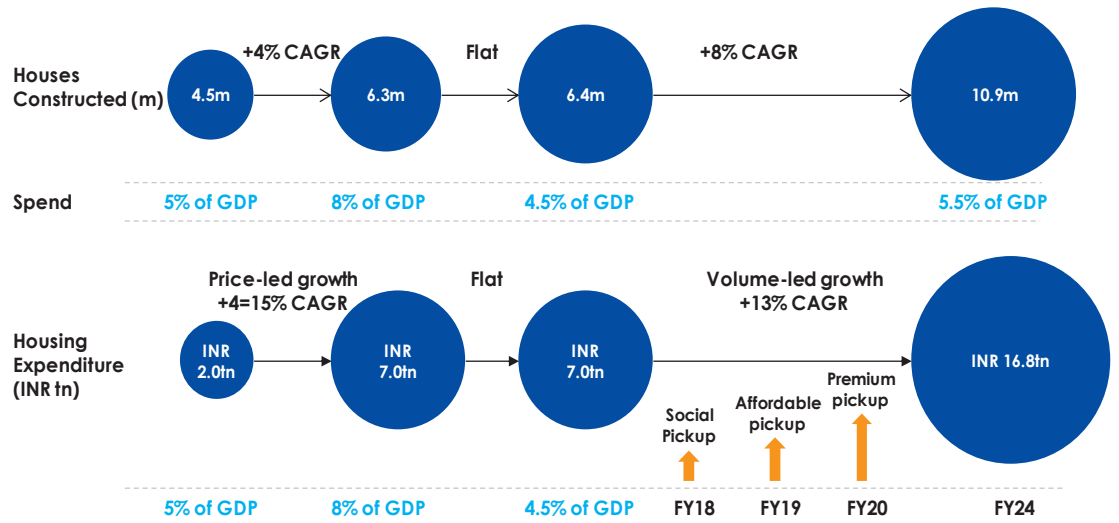 +4% CAGR
Flat
+8% CAGR
Houses
Constructed (m)
4.5m
6.3m
6.4m
10.9m
Spend
5% of GDP
8% of GDP
4.5% of GDP
5.5% of GDP
Price-led growth
+4=15% CAGR
Flat
Volume-led growth
+13% CAGR
Housing
Expenditure
(INR tn)
INR
2.0tn
INR
7.0tn
INR
7.0tn
INR 16.8tn
Social
Pickup
Affordable
pickup
Premium
pickup
5% of GDP
8% of GDP
4.5% of GDP
FY18
FY19
FY20
FY24